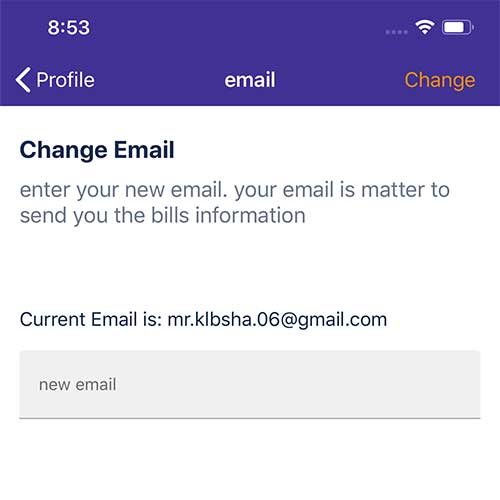 8:53
Profile
email
Change
Change Email
enter your new email. your email is matter to
send you the bills information
Current Email is: mr.klbsha.06@gmail.com
new email